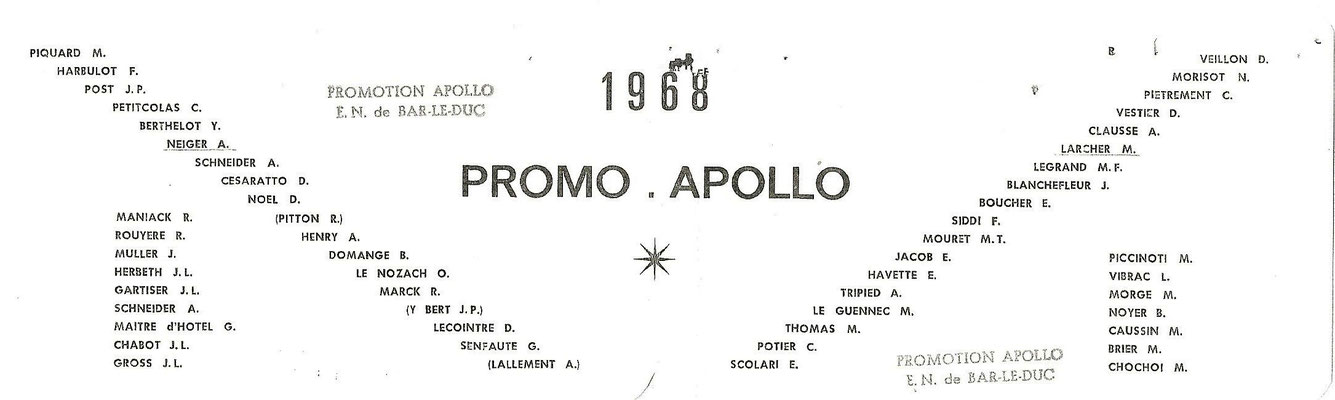 PIQUARD M.
HARBULOT F.
POST J.P.
PETITCOLAS C.
BERTHELOT Y.
NEIGER A.
SCHNEIDER A.
CESARATTO D.
NOEL D.
(PITTON R.)
HENRY A.
DOMANGE B.
LE NOZACH O.
MARCK R.
(Y BERT J.P.)
LECOINTRE D.
SENFAUTE G.
(LALLEMENT A.)
MANIACK R.
ROUYERE R.
MULLER J.
HERBETH J.L.
GARTISER J.L.
SCHNEIDER A.
MAITRE d'HOTEL G.
CHABOT J.L.
GROSS J.L.
PROMOTION APOLLO
E.N. de BAR-LE-DUC
1968
PROMO . APOLLO
VEILLON D.
MORISOT N.
PIETREMENT C.
VESTIER D.
CLAUSSE A.
LARCHER M.
LEGRAND M.F.
BLANCHEFLEUR J.
BOUCHER E.
SIDDI F.
MOURET M.T.
JACOB E.
HAVETTE E.
TRIPIED A.
LE GUENNEC M.
THOMAS M.
POTIER C.
SCOLARI E.
PICCINOTI M.
VIBRAC L.
MORGE M.
NOYER B.
CAUSSIN M.
BRIER M.
CHOCHOI M.
PROMOTION APOLLO
E.N. de BAR-LE-DUC